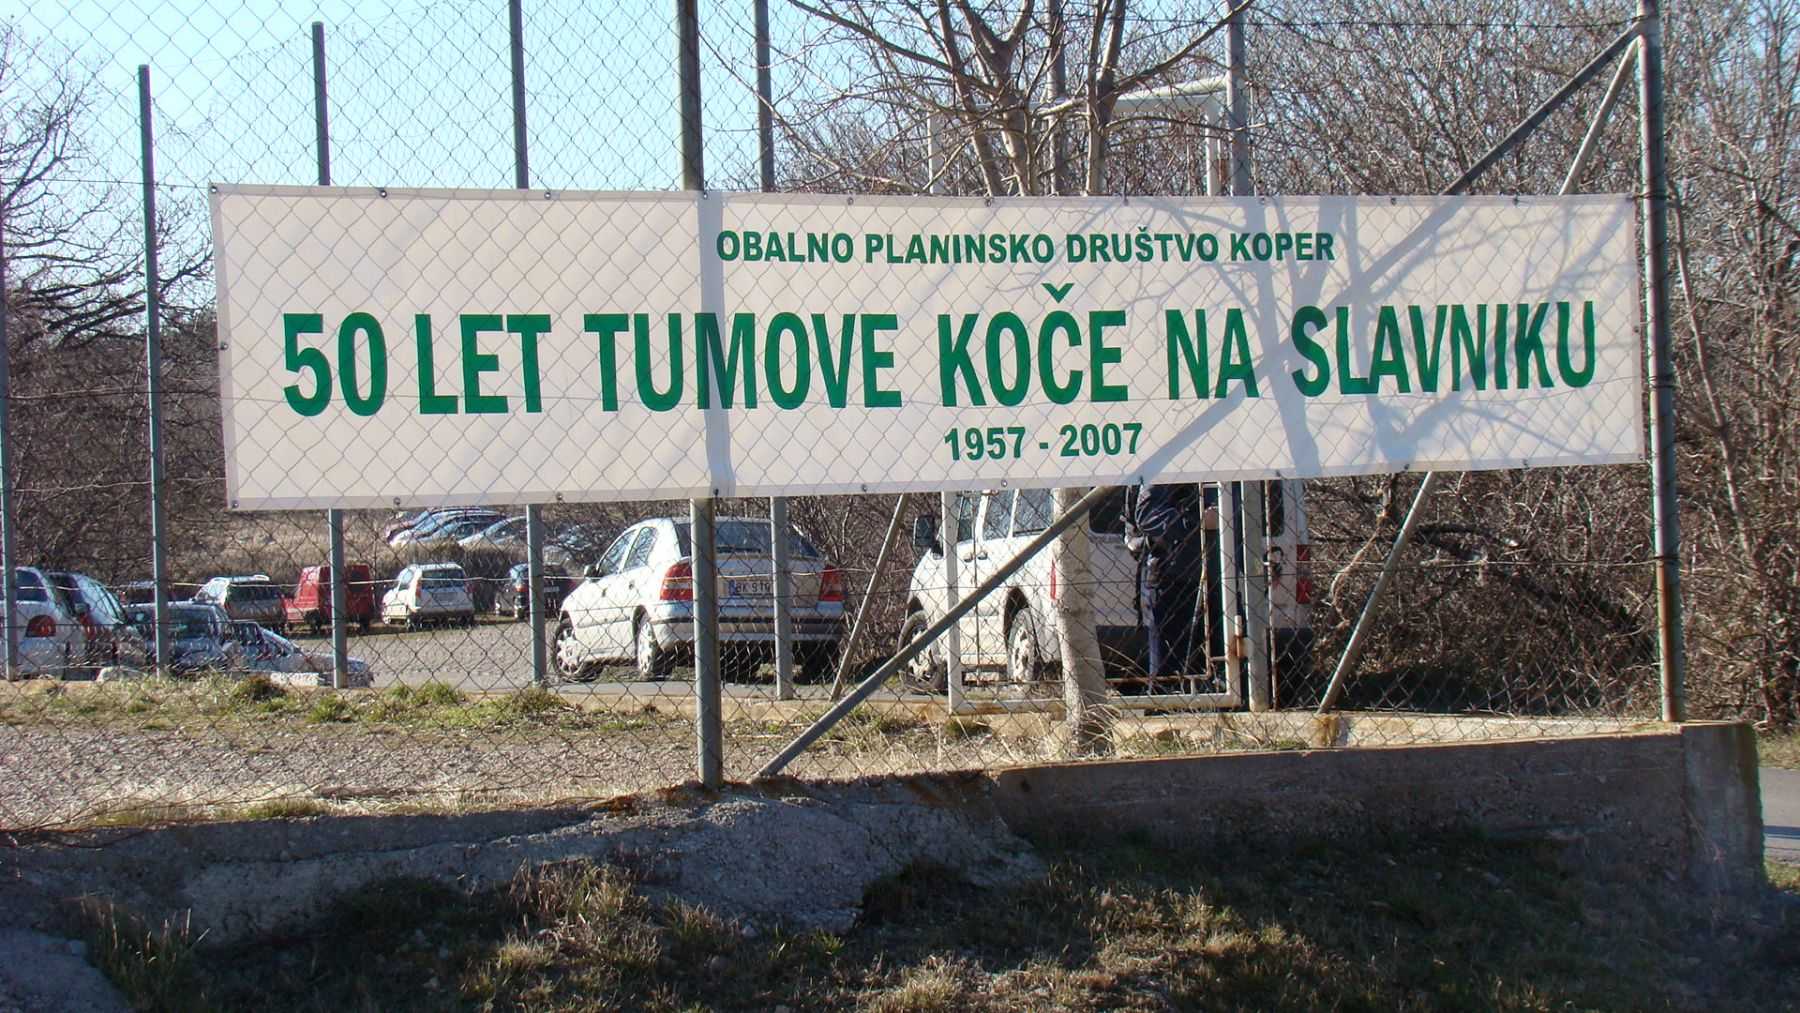 OBALNO PLANINSKO DRUŠTVO KOPER
50 LET TUMOVE KOČE NA SLAVNIKU
1957 - 2007